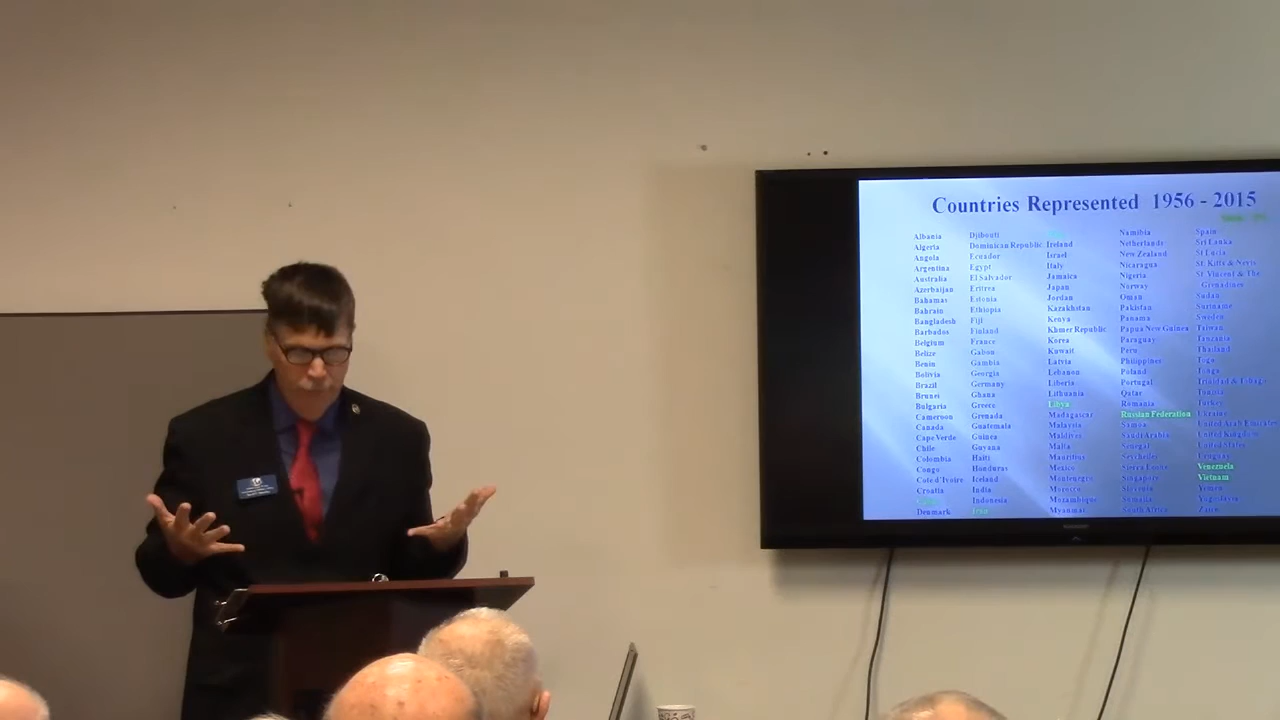 Countries Represented 1956 - 2015
Albania
Algeria
Angola
Argentina
Australia
Azerbaijan
Bahamas
Bahrain
Bangladesh
Barbados
Belgium
Belize
Benin
Bolivia
Brazil
Brunei
Bulgaria
Cameroon
Canada
Cape Verde
Chile
Colombia
Congo
Cote d'Ivoire
Croatia
Denmark
Djibouti
Dominican Republic
Ecuador
Egypt
El Salvador
Eritrea
Estonia
Ethiopia
Fiji
Finland
France
Gabon
Gambia
Georgia
Germany
Ghana
Greece
Grenada
Guatemala
Guinea
Guyana
Haiti
Honduras
Iceland
India
Indonesia
Iran
Ireland
Israel
Italy
Jamaica
Japan
Jordan
Kazakhstan
Kenya
Khmer Republic
Korea
Kuwait
Latvia
Lebanon
Liberia
Lithuania
Libya
Madagascar
Malaysia
Maldives
Malta
Mauritius
Mexico
Montenegro
Morocco
Mozambique
Myanmar
Namibia
Netherlands
New Zealand
Nicaragua
Nigeria
Norway
Oman
Pakistan
Panama
Papua New Guinea
Paraguay
Peru
Philippines
Poland
Portugal
Qatar
Romania
Russian Federation
Samoa
Saudi Arabia
Senegal
Seychelles
Sierra Leone
Singapore
Slovenia
Somalia
South Africa
Spain
Sri Lanka
St Lucia
St Kitts & Nevis
St Vincent & The
Grenadines
Sudan
Suriname
Sweden
Taiwan
Tanzania
Thailand
Togo
Tonga
Trinidad & Tobago
Tunisia
Turkey
Ukraine
United Arab Emirates
United Kingdom
United States
Uruguay
Venezuela
Vietnam
Yemen
Yugoslavia
Zaire